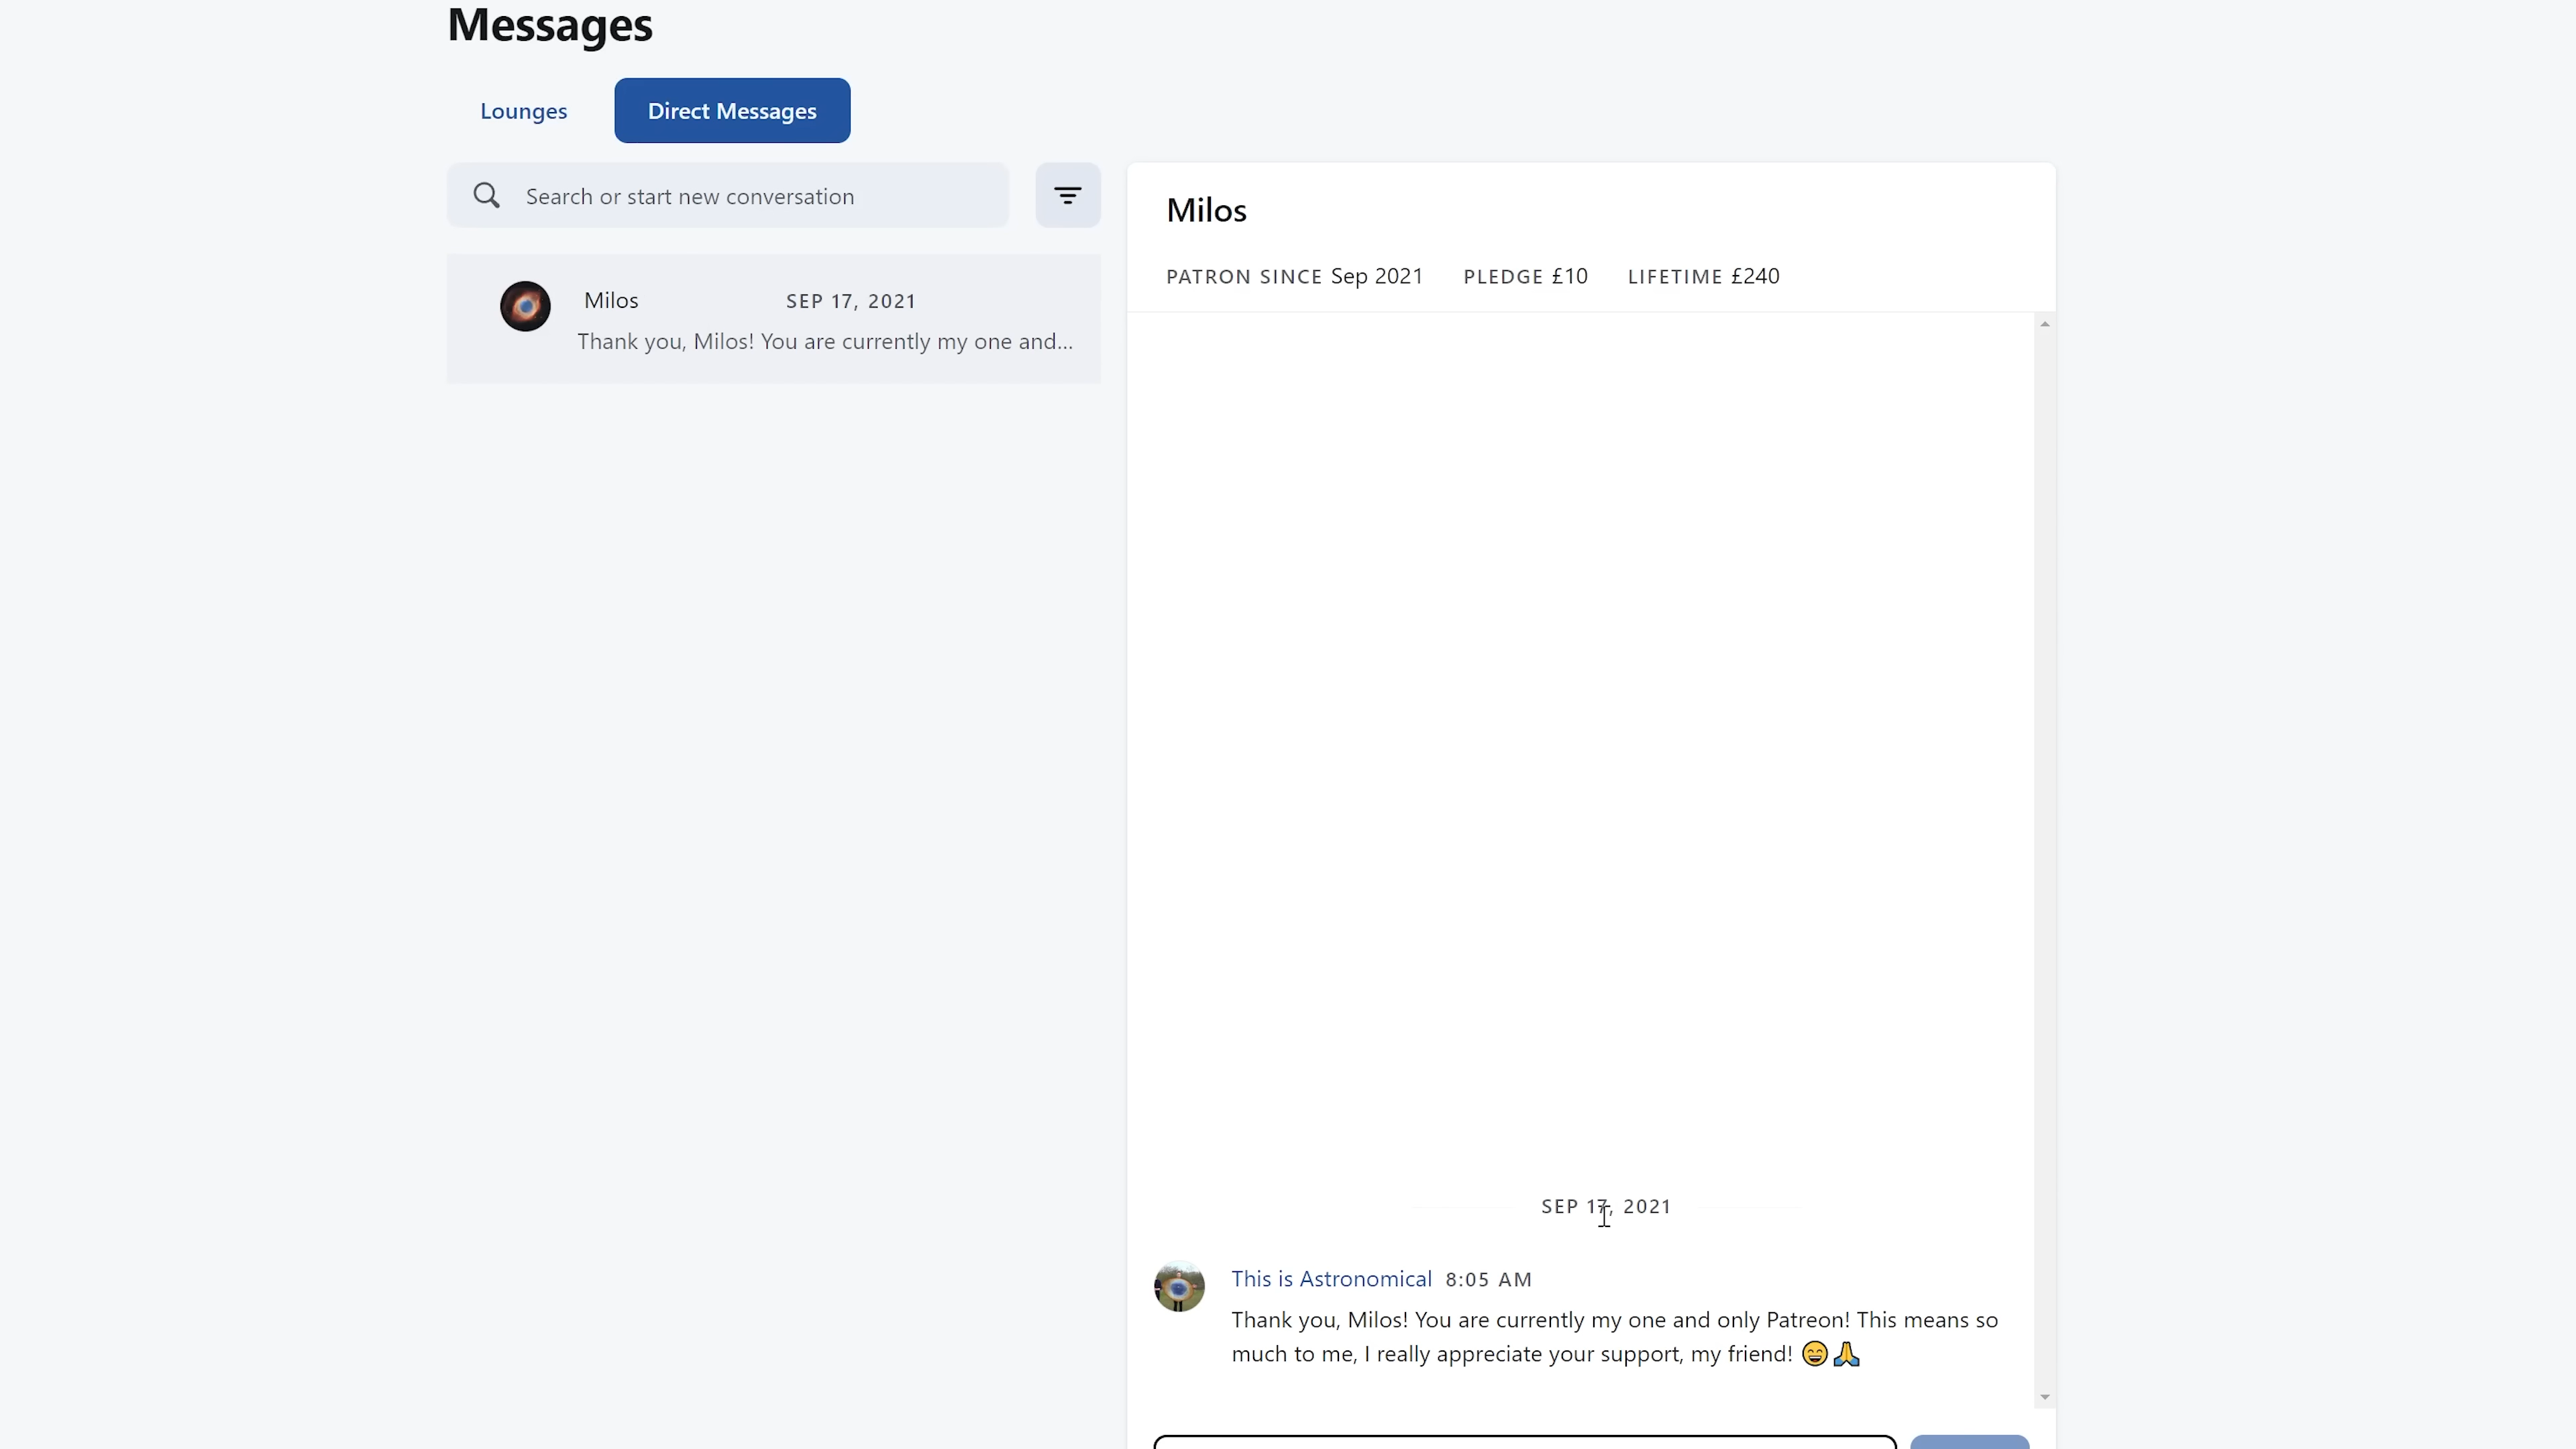 Messages
Lounges
Direct Messages
Search or start new conversation
Milos
SEP 17, 2021
Thank you, Milos! You are currently my one and...
Milos
PATRON SINCE Sep 2021 PLEDGE £10 LIFETIME £240
SEP 17, 2021
This is Astronomical 8:05 AM
Thank you, Milos! You are currently my one and only Patreon! This means so
much to me, I really appreciate your support, my friend! 😄🙏